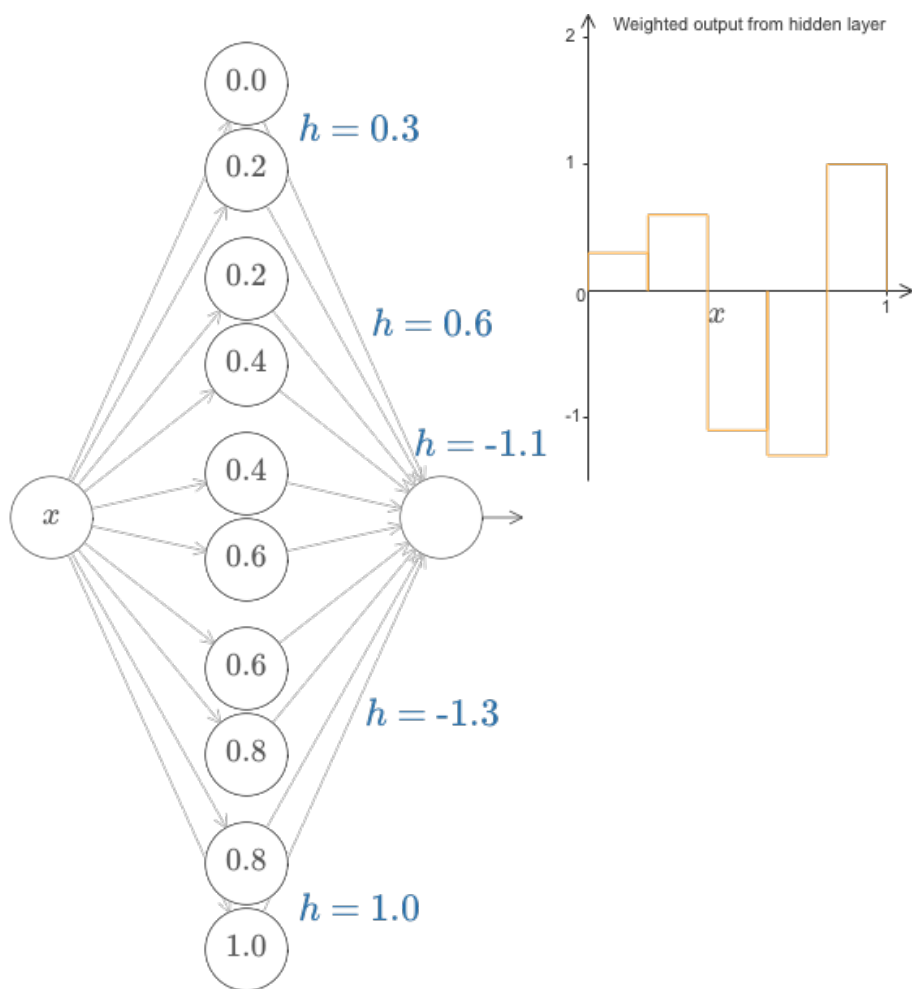 0.0
h = 0.3
0.2
0.2
h = 0.6
0.4
h = -1.1
0.4
x
0.6
0.6
h = -1.3
0.8
0.8
h = 1.0
1.0
Weighted output from hidden layer
2
1
0
x
1
-1